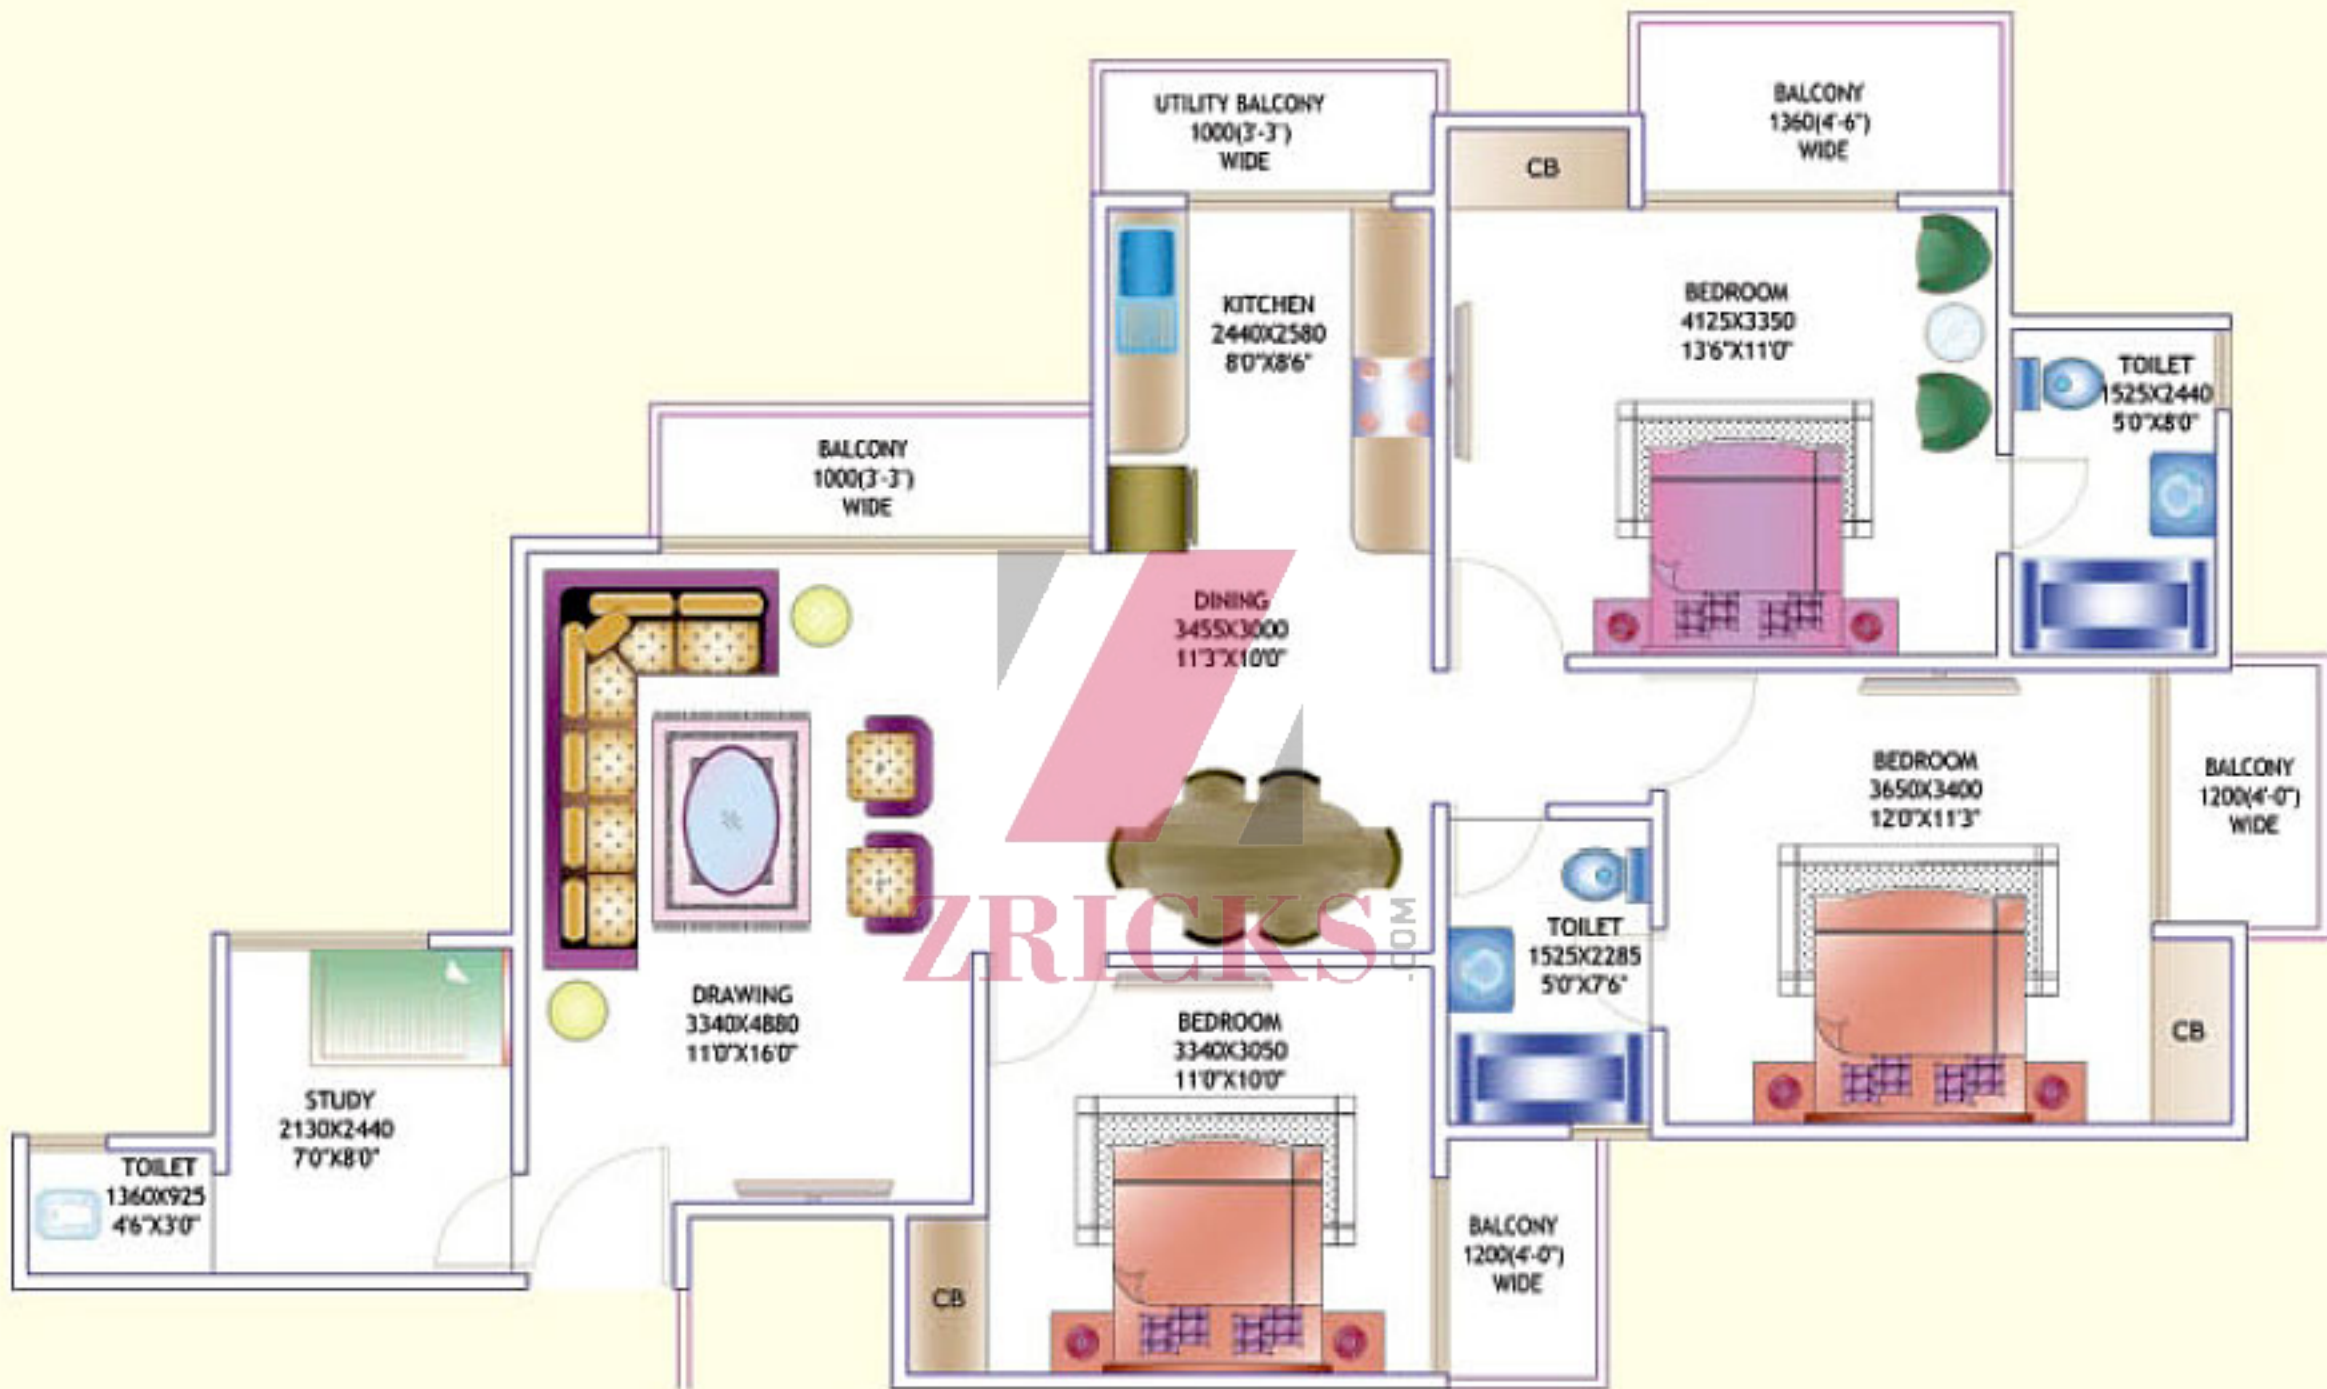 UTILITY BALCONY
1000(3'-3")
WIDE
BALCONY
1360(4'-6")
WIDE
CB
KITCHEN
2440X2580
8'0"X8'6"
BEDROOM
4125X3350
13'6"X11'0"
TOILET
1525X2440
5'0"X8'0"
BALCONY
1000(3'-3")
WIDE
DINING
3455X3000
11'3"X10'0"
BEDROOM
3650X3400
12'0"X11'3"
BALCONY
1200(4'-0")
WIDE
ZRICKS
.COM
TOILET
1525X2285
5'0"X7'6"
DRAWING
3340X4880
11'0"X16'0"
BEDROOM
3340X3050
11'0"X10'0"
CB
STUDY
2130X2440
7'0"X8'0"
TOILET
1360X925
4'6"X3'0"
BALCONY
1200(4'-0")
WIDE
CB